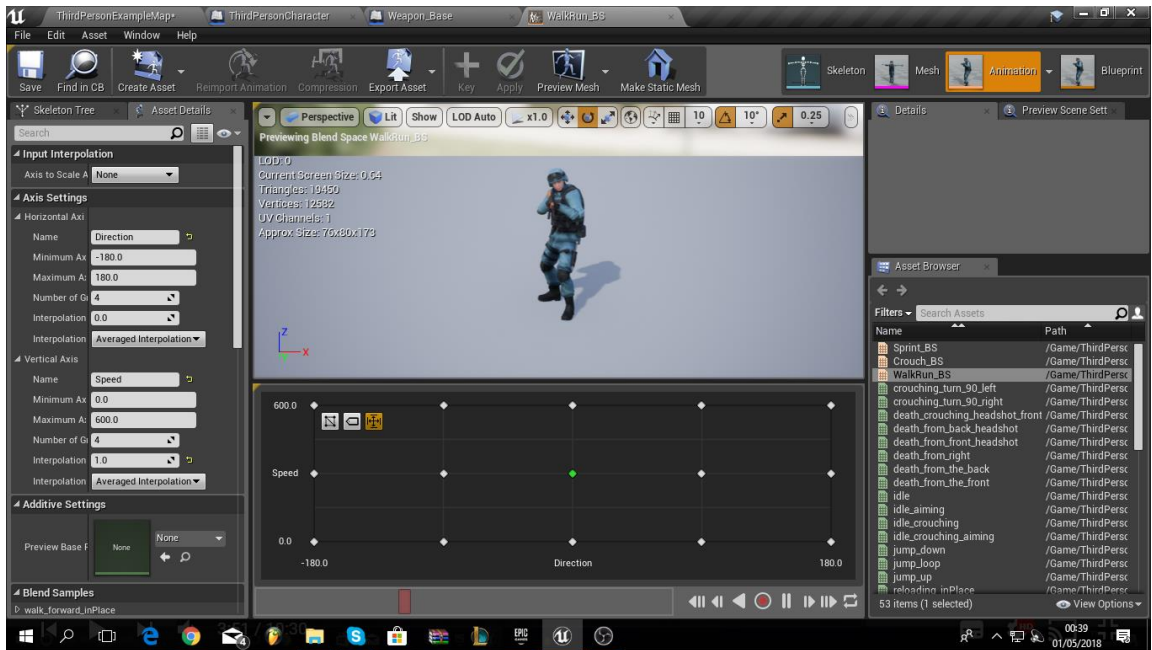 ThirdPersonExampleMap*
ThirdPersonCharacter
Weapon_Base
WalkRun_BS
File Edit Asset Window Help
Save
Find in CB
Create Asset
Reimport Animation
Compression
Export Asset
Key
Apply
Preview Mesh
Make Static Mesh
Skeleton
Mesh
Animation
Blueprint
Skeleton Tree
Asset Details
Search
Input Interpolation
Axis to Scale A None
Axis Settings
Horizontal Axi
Name Direction
Minimum Ax -180.0
Maximum A: 180.0
Number of Gi 4
Interpolation 0.0
Interpolation Averaged Interpolation
Vertical Axis
Name Speed
Minimum Ax 0.0
Maximum A: 600.0
Number of Gi 4
Interpolation 1.0
Interpolation Averaged Interpolation
Additive Settings
Preview Base F None None
Blend Samples
walk_forward_inPlace
Perspective Lit Show LOD Auto x1.0 10 10° 0.25
Previewing Blend Space WalkRun_BS
LOD: 0
Current Screen Size: 0.54
Triangles: 19450
Vertices: 12582
UV Channels: 1
Approx Size: 76x80x173
Z
X
600.0
Speed
0.0
-180.0 Direction 180.0
Details
Preview Scene Sett
Asset Browser
Filters Search Assets
Name Path
Sprint_BS /Game/ThirdPersc
Crouch_BS /Game/ThirdPersc
WalkRun_BS /Game/ThirdPersc
crouching_turn_90_left /Game/ThirdPersc
crouching_turn_90_right /Game/ThirdPersc
death_crouching_headshot_front /Game/ThirdPersc
death_from_back_headshot /Game/ThirdPersc
death_from_front_headshot /Game/ThirdPersc
death_from_right /Game/ThirdPersc
death_from_the_back /Game/ThirdPersc
death_from_the_front /Game/ThirdPersc
idle /Game/ThirdPersc
idle_aiming /Game/ThirdPersc
idle_crouching /Game/ThirdPersc
idle_crouching_aiming /Game/ThirdPersc
jump_down /Game/ThirdPersc
jump_loop /Game/ThirdPersc
jump_up /Game/ThirdPersc
reloading_inPlace /Game/ThirdPersc
53 items (1 selected) View Options
EPIC GAMES
00:39
01/05/2018